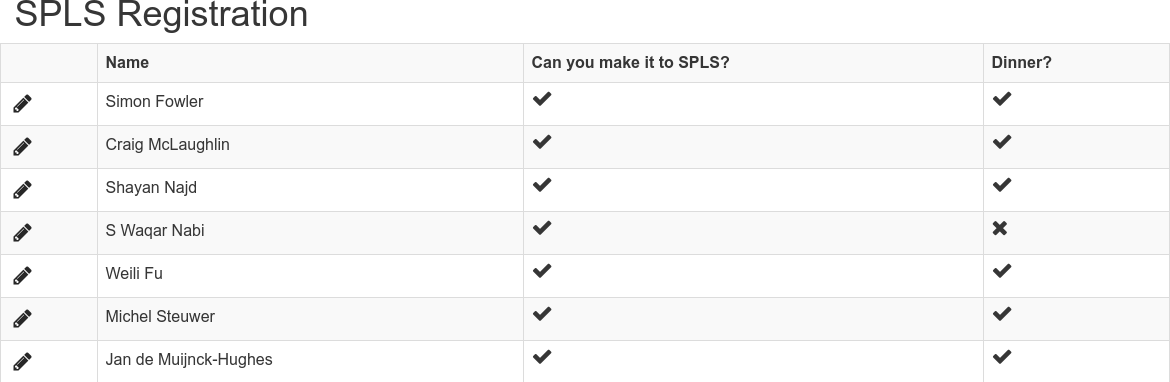 SPLS Registration
Name Can you make it to SPLS? Dinner?
Simon Fowler
Craig McLaughlin
Shayan Najd
S Waqar Nabi
Weili Fu
Michel Steuwer
Jan de Muijnck-Hughes